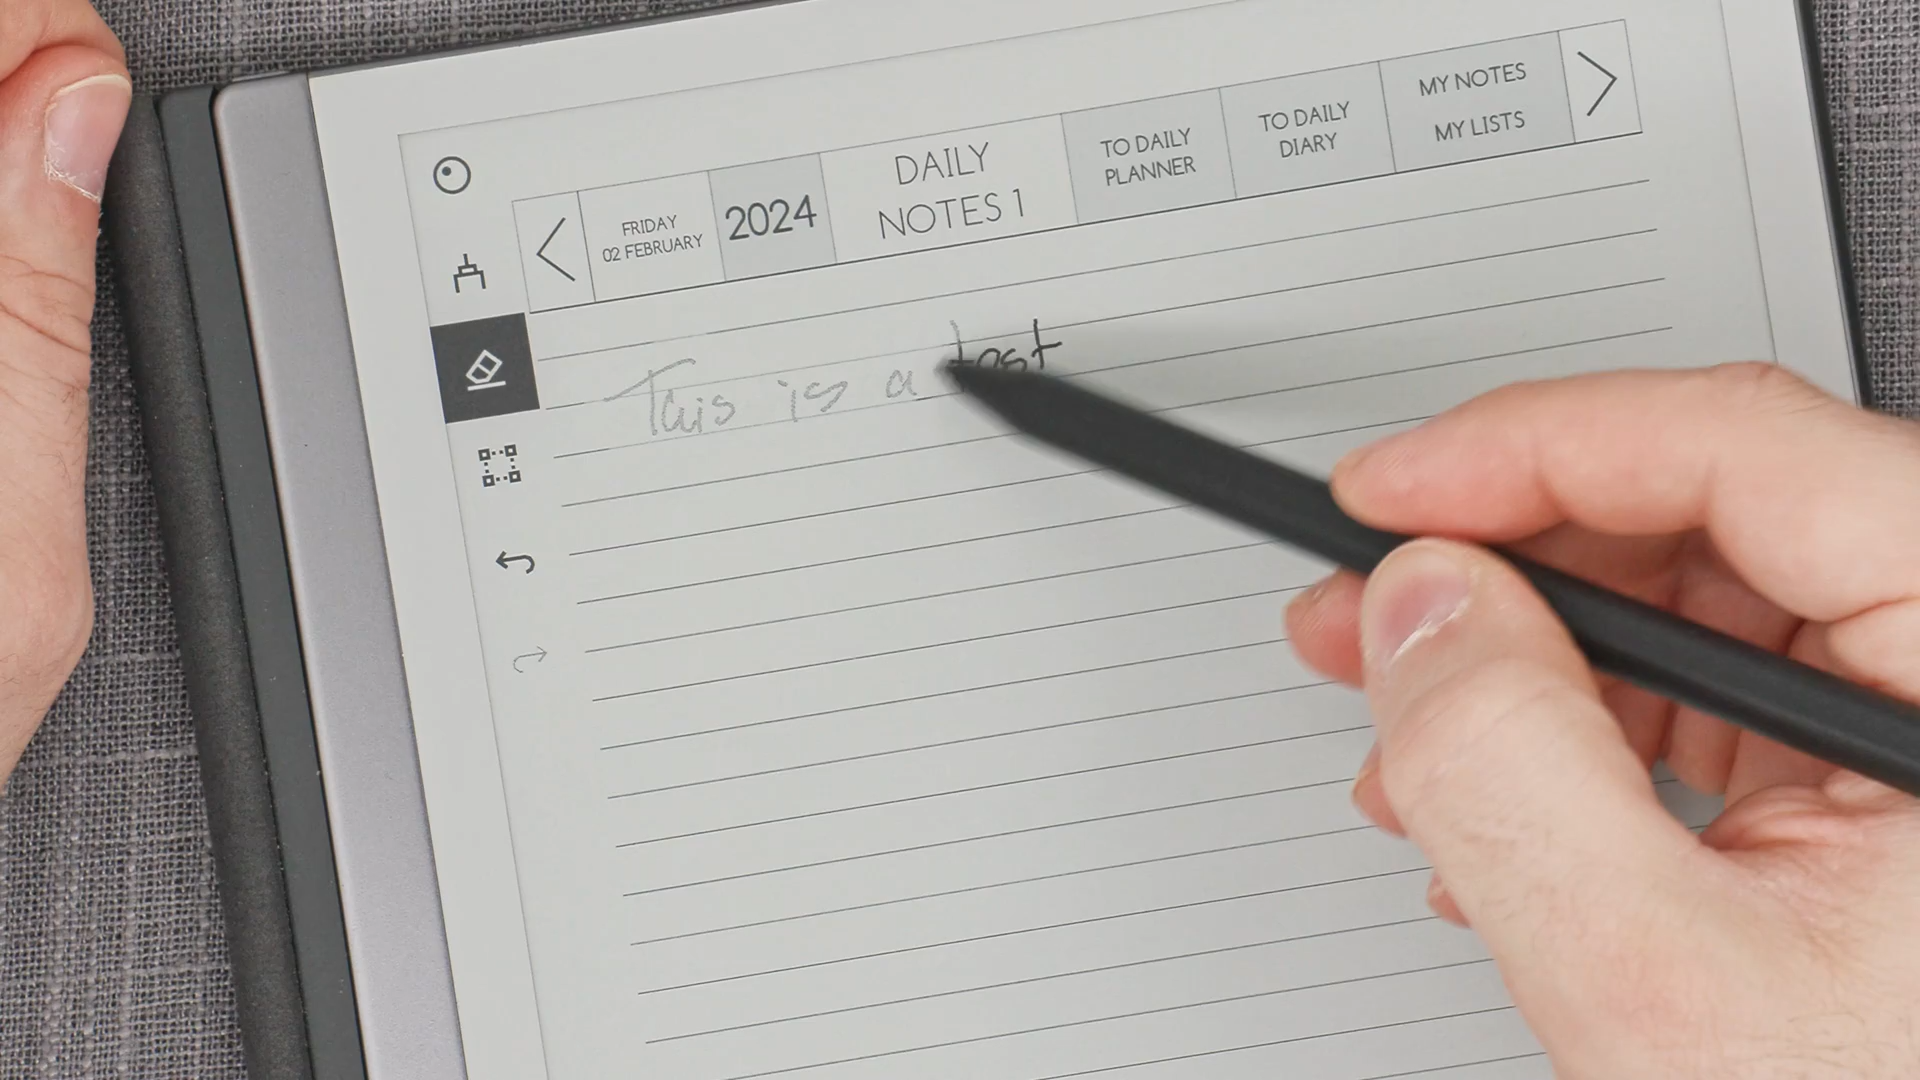 FRIDAY
02 FEBRUARY
2024
DAILY
NOTES 1
TO DAILY
PLANNER
TO DAILY
DIARY
MY NOTES
MY LISTS
This is a test